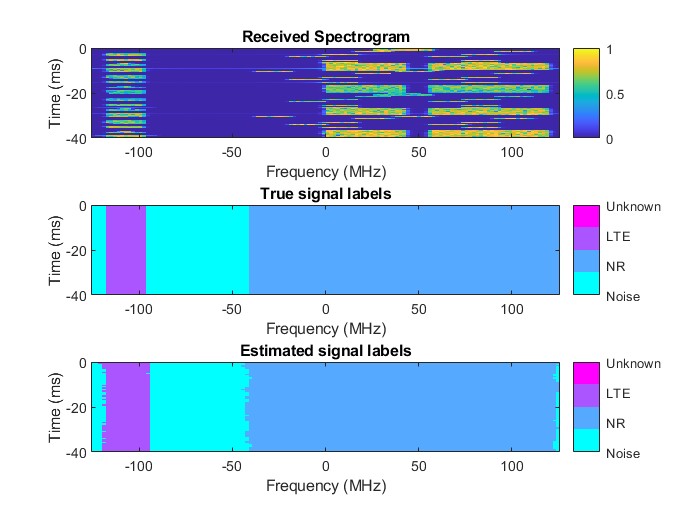 Received Spectrogram
Time (ms)
0
-20
-40
-100
-50
0
50
100
Frequency (MHz)
1
0.5
0
True signal labels
Time (ms)
0
-20
-40
-100
-50
0
50
100
Frequency (MHz)
Unknown
LTE
NR
Noise
Estimated signal labels
Time (ms)
0
-20
-40
-100
-50
0
50
100
Frequency (MHz)
Unknown
LTE
NR
Noise